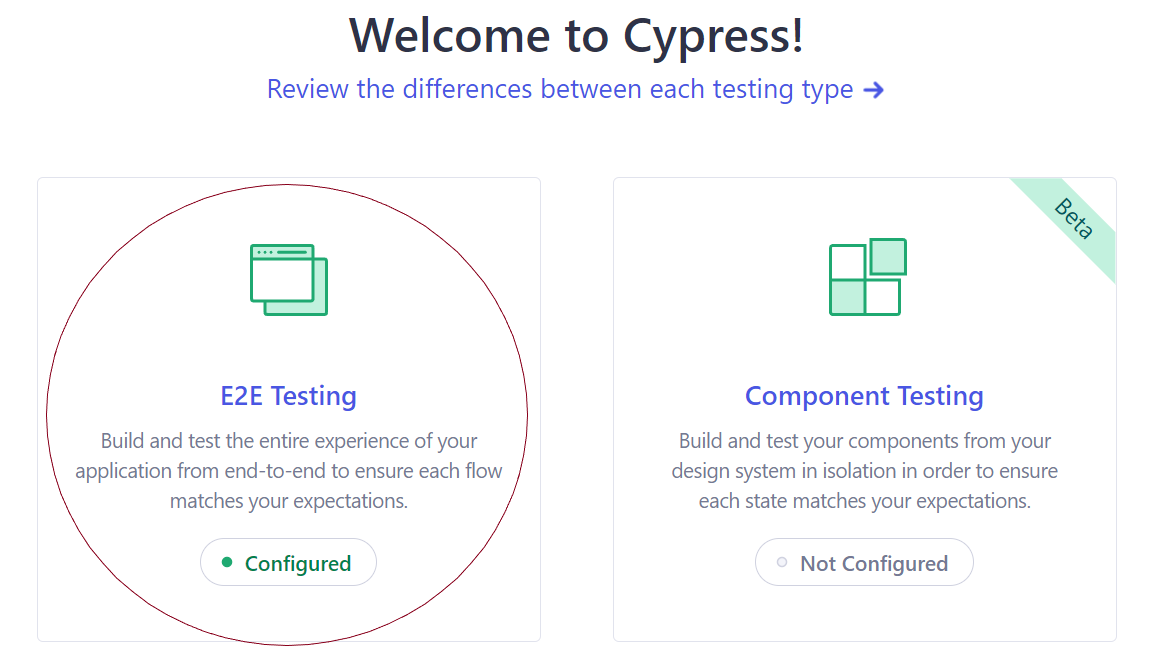 Welcome to Cypress!
Review the differences between each testing type →
E2E Testing
Build and test the entire experience of your
application from end-to-end to ensure each flow
matches your expectations.
Configured
Beta
Component Testing
Build and test your components from your
design system in isolation in order to ensure
each state matches your expectations.
Not Configured